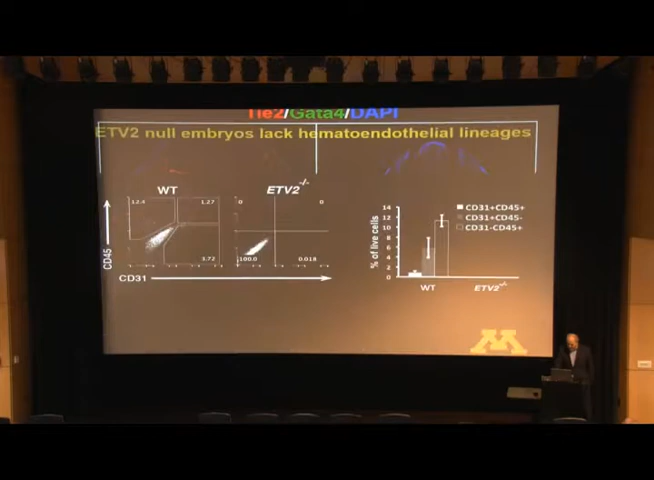 Tie2/Gata4/DAPI
ETV2 null embryos lack hematoendothelial lineages
WT
ETV2-/-
12.4
1.27
3.72
0
0
100.0
0.018
CD45
CD31
14
12
10
8
6
4
2
0
% of live cells
CD31+CD45+
CD31+CD45-
CD31-CD45+
WT
ETV2-/-
M